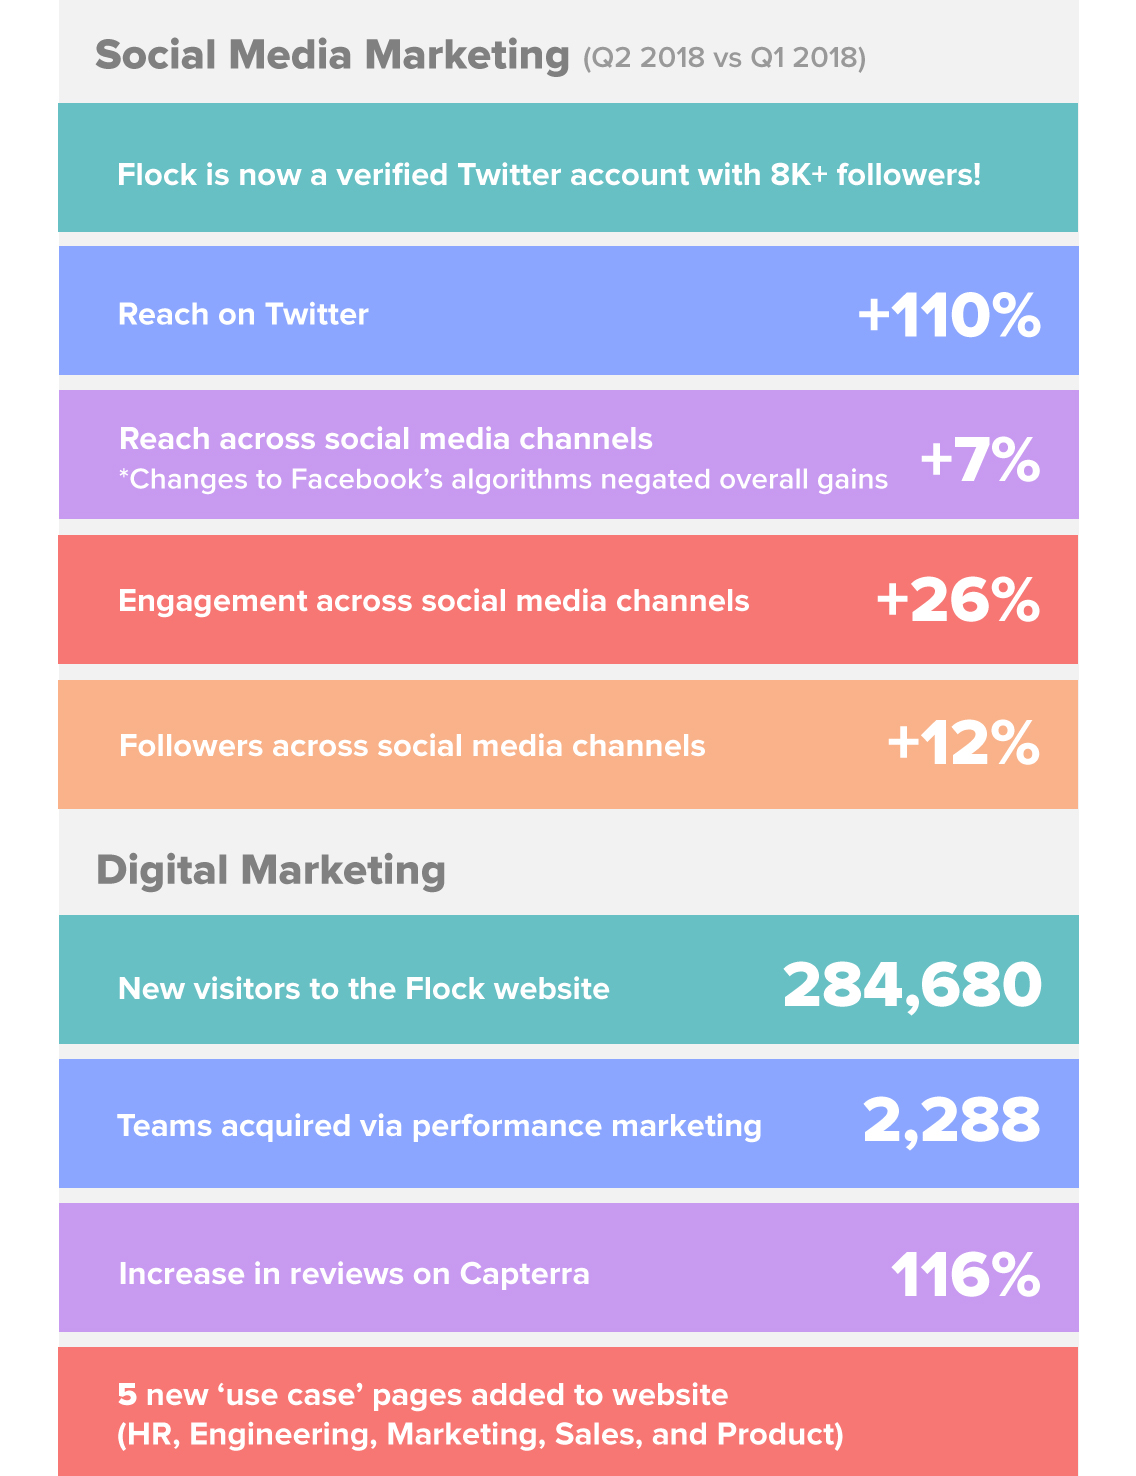 Social Media Marketing (Q2 2018 vs Q1 2018)
Flock is now a verified Twitter account with 8K+ followers!
Reach on Twitter +110%
Reach across social media channels +7%
*Changes to Facebook’s algorithms negated overall gains
Engagement across social media channels +26%
Followers across social media channels +12%
Digital Marketing
New visitors to the Flock website 284,680
Teams acquired via performance marketing 2,288
Increase in reviews on Capterra 116%
5 new ‘use case’ pages added to website
(HR, Engineering, Marketing, Sales, and Product)